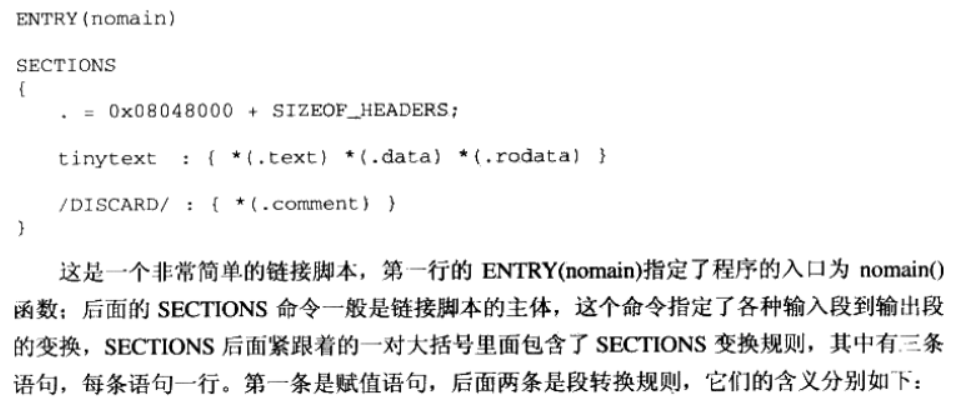 ENTRY(nomain)
SECTIONS
{
. = 0x08048000 + SIZEOF_HEADERS;
tinytext : { *(.text) *(.data) *(.rodata) }
/DISCARD/ : { *(.comment) }
}
这是一个非常简单的链接脚本，第一行的 ENTRY(nomain)指定了程序的入口为 nomain()
函数；后面的 SECTIONS 命令一般是链接脚本的主体，这个命令指定了各种输入段到输出段
的变换，SECTIONS 后面紧跟着的一对大括号里面包含了 SECTIONS 变换规则，其中有三条
语句，每条语句一行。第一条是赋值语句，后面两条是段转换规则，它们的含义分别如下：